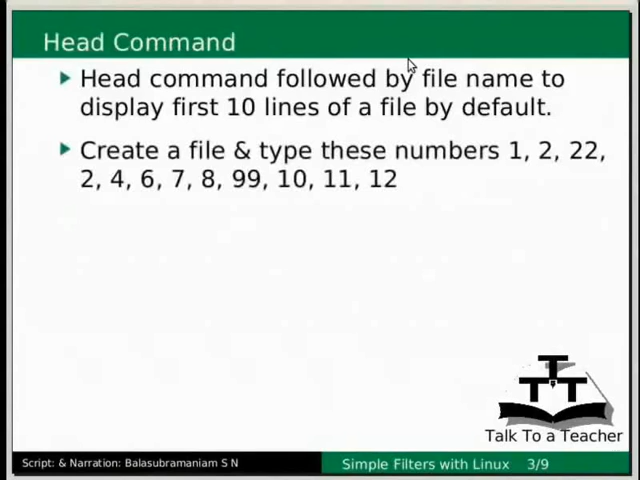 Head Command
Head command followed by file name to
display first 10 lines of a file by default.
Create a file & type these numbers 1, 2, 22,
2, 4, 6, 7, 8, 99, 10, 11, 12
T
T T
Talk To a Teacher
Script: & Narration: Balasubramaniam S N
Simple Filters with Linux 3/9